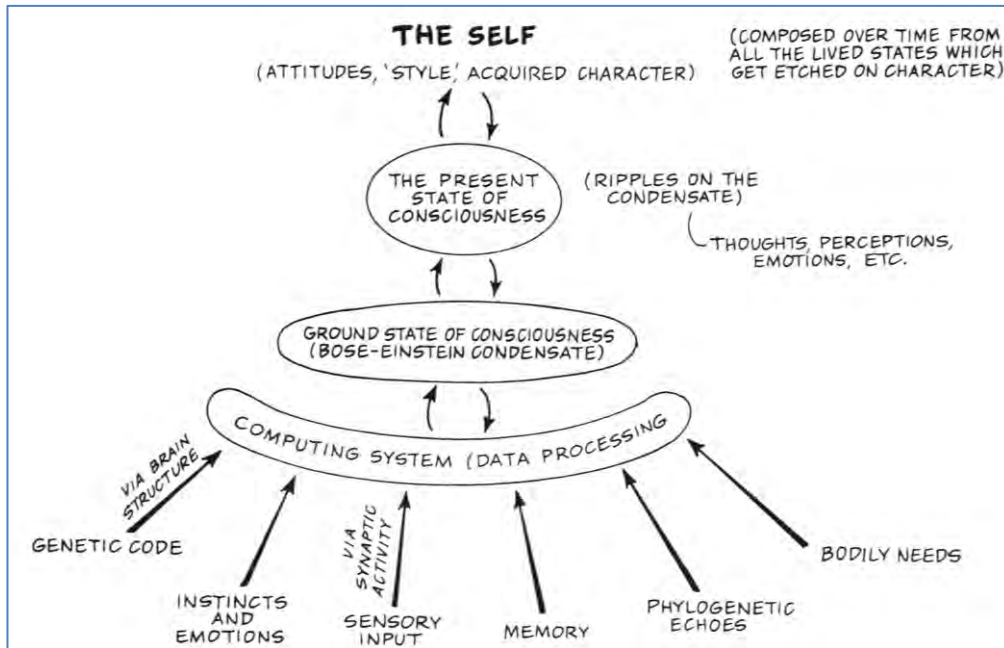 THE SELF
(ATTITUDES, 'STYLE,' ACQUIRED CHARACTER)
(COMPOSED OVER TIME FROM
ALL THE LIVED STATES WHICH
GET ETCHED ON CHARACTER)
THE PRESENT
STATE OF
CONSCIOUSNESS
(RIPPLES ON THE
CONDENSATE)
THOUGHTS, PERCEPTIONS,
EMOTIONS, ETC.
GROUND STATE OF CONSCIOUSNESS
(BOSE-EINSTEIN CONDENSATE)
COMPUTING SYSTEM (DATA PROCESSING
VIA BRAIN
STRUCTURE
GENETIC CODE
INSTINCTS
AND
EMOTIONS
VIA
SYNAPTIC
ACTIVITY
SENSORY
INPUT
MEMORY
PHYLOGENETIC
ECHOES
BODILY NEEDS